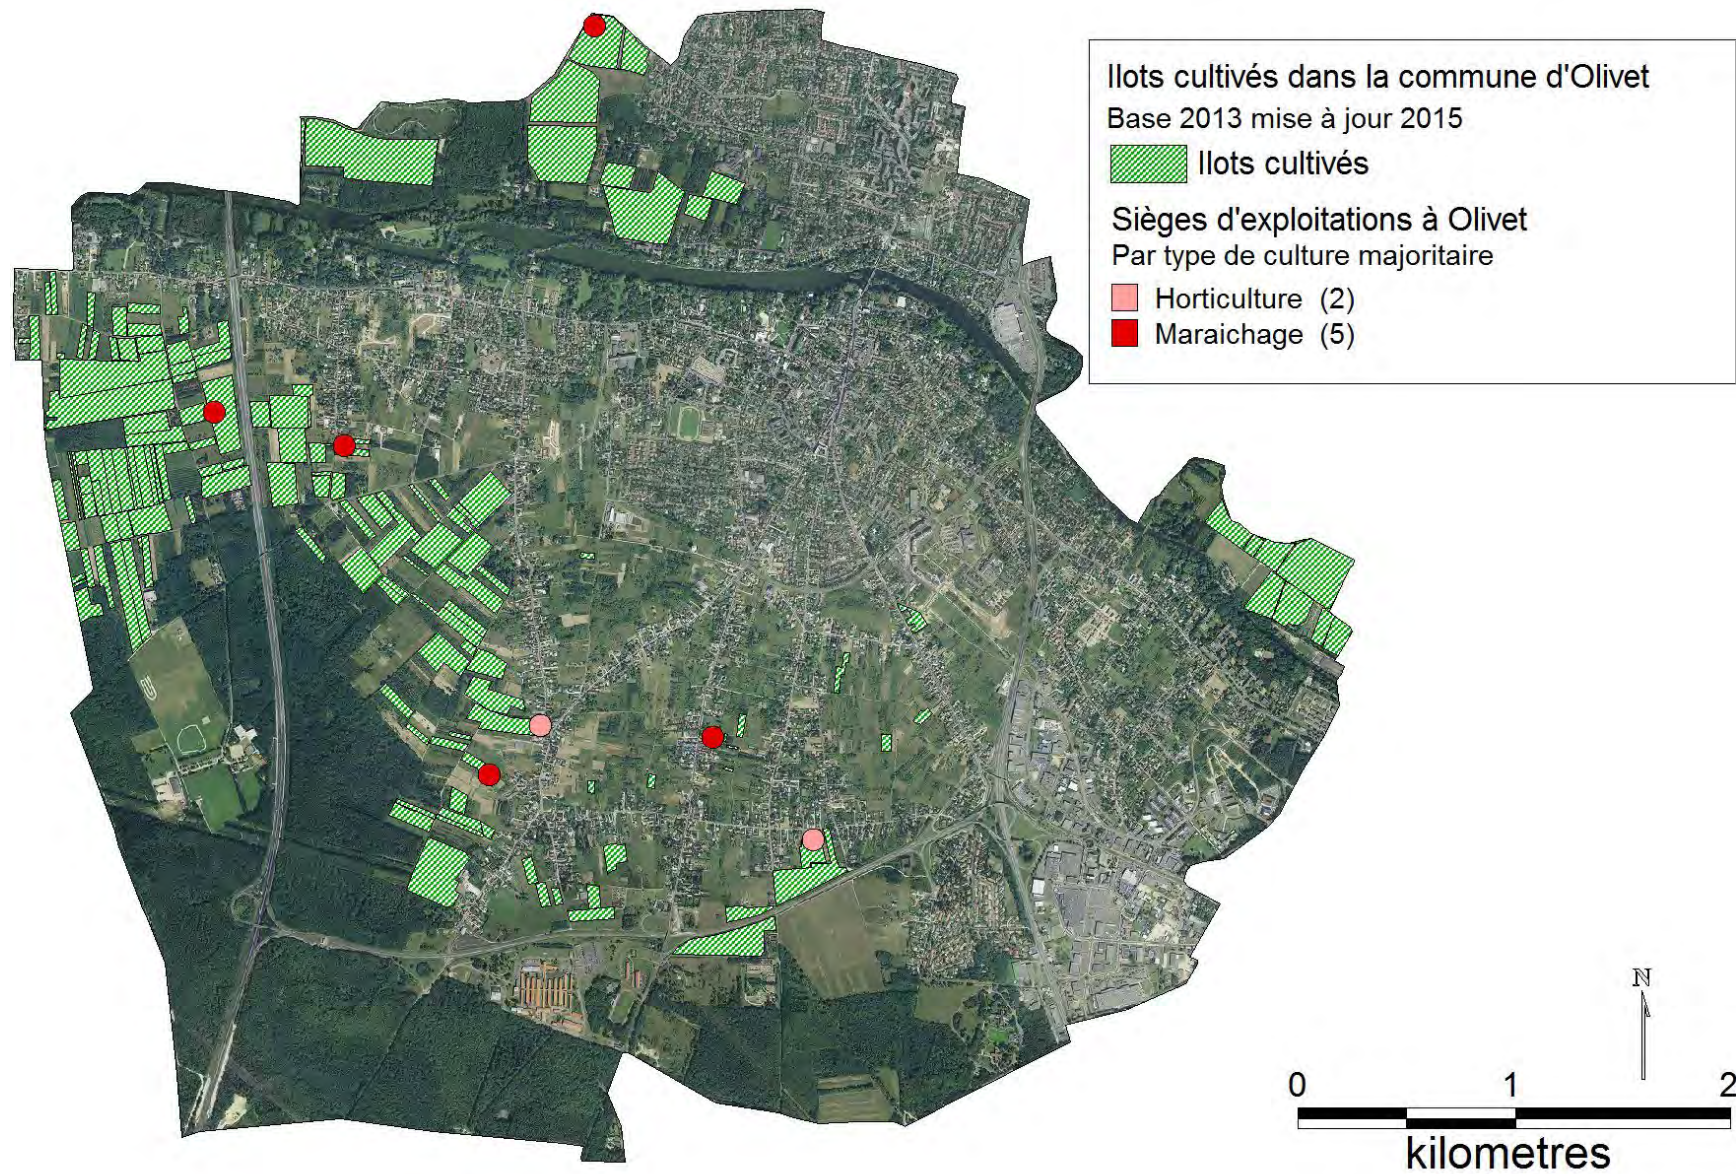 Ilots cultivés dans la commune d'Olivet
Base 2013 mise à jour 2015
Ilots cultivés
Sièges d'exploitations à Olivet
Par type de culture majoritaire
Horticulture (2)
Maraichage (5)
N
0 1 2
kilometres